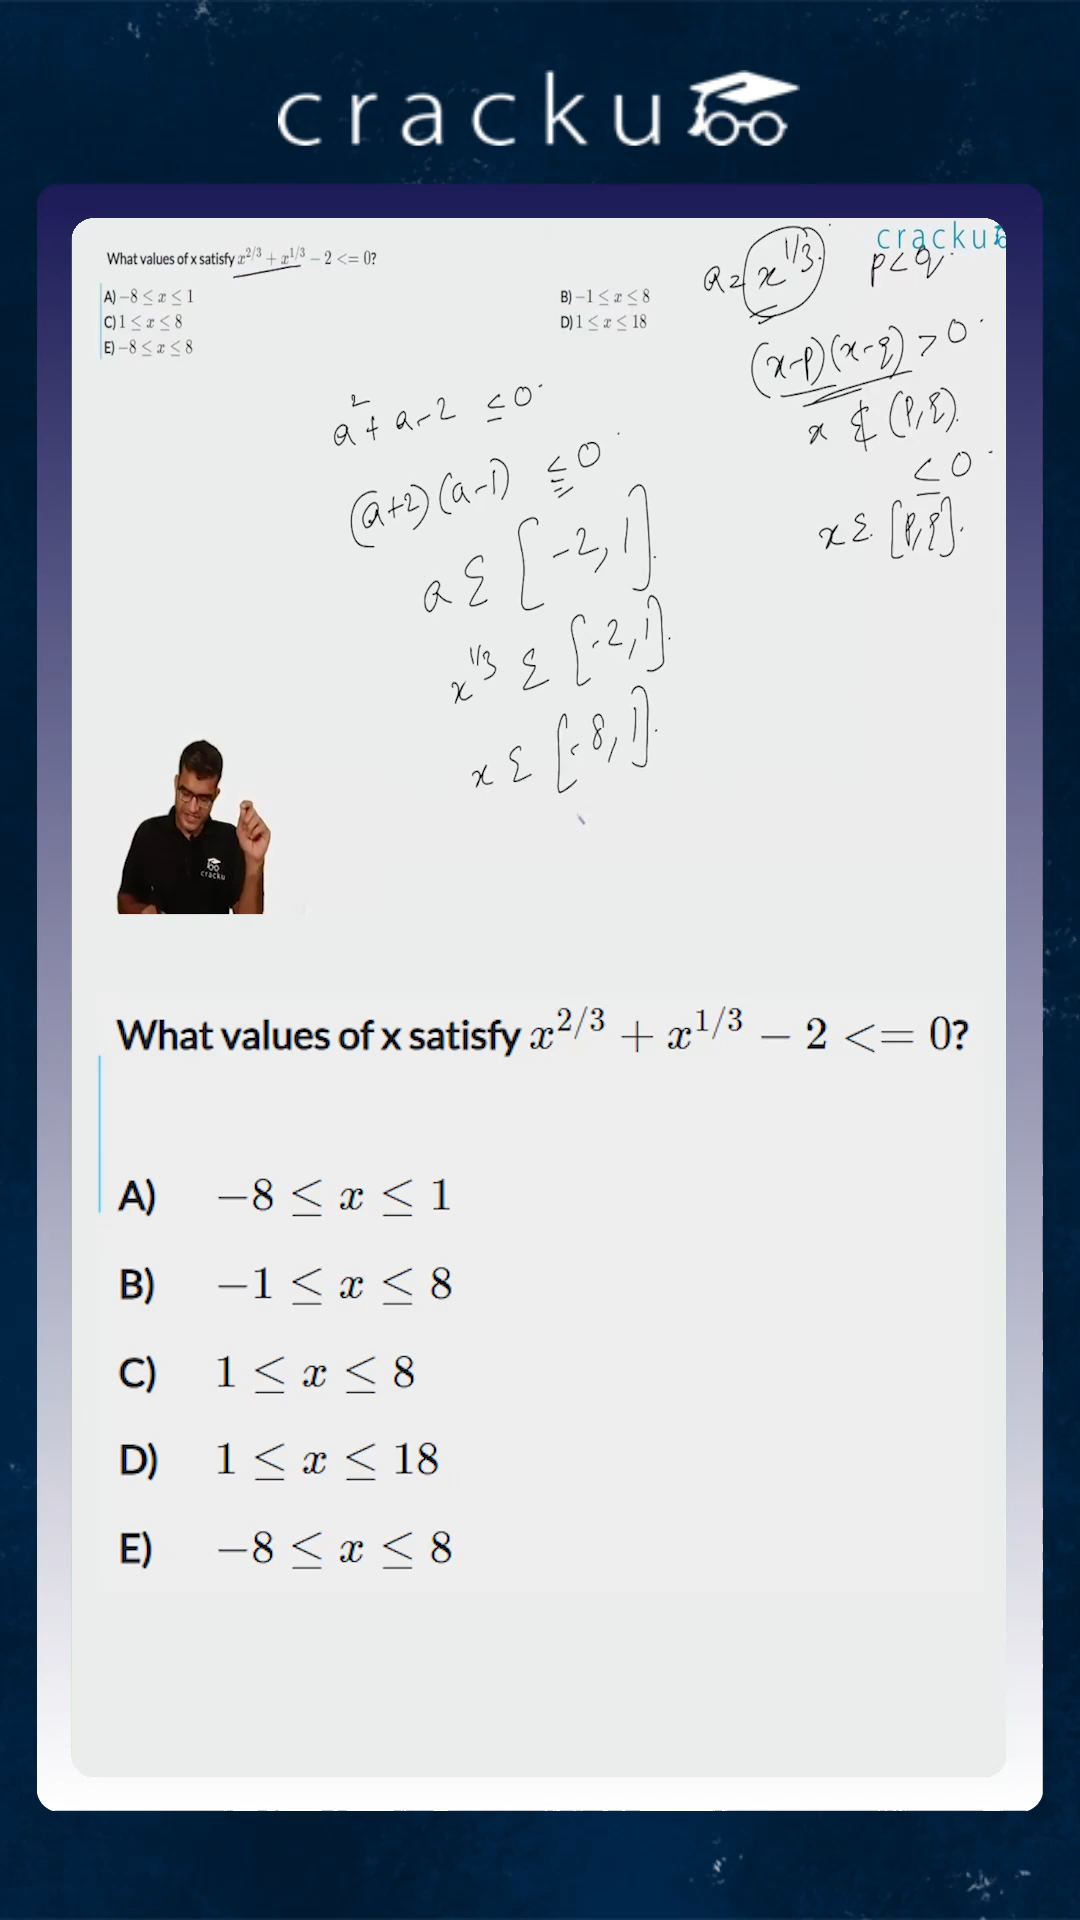 cracku
cracku
What values of x satisfy x^{2/3} + x^{1/3} − 2 <= 0?
A) −8 ≤ x ≤ 1
B) −1 ≤ x ≤ 8
C) 1 ≤ x ≤ 8
D) 1 ≤ x ≤ 18
E) −8 ≤ x ≤ 8
a = x^{1/3}
p < q
(x-p)(x-q) > 0
x ∉ (p,q)
≤ 0
x ∈ [p,q]
a^2 + a - 2 ≤ 0
(a+2)(a-1) ≤ 0
a ∈ [-2, 1]
x^{1/3} ∈ [-2, 1]
x ∈ [-8, 1]
cracku
What values of x satisfy x^{2/3} + x^{1/3} − 2 <= 0?
A) −8 ≤ x ≤ 1
B) −1 ≤ x ≤ 8
C) 1 ≤ x ≤ 8
D) 1 ≤ x ≤ 18
E) −8 ≤ x ≤ 8